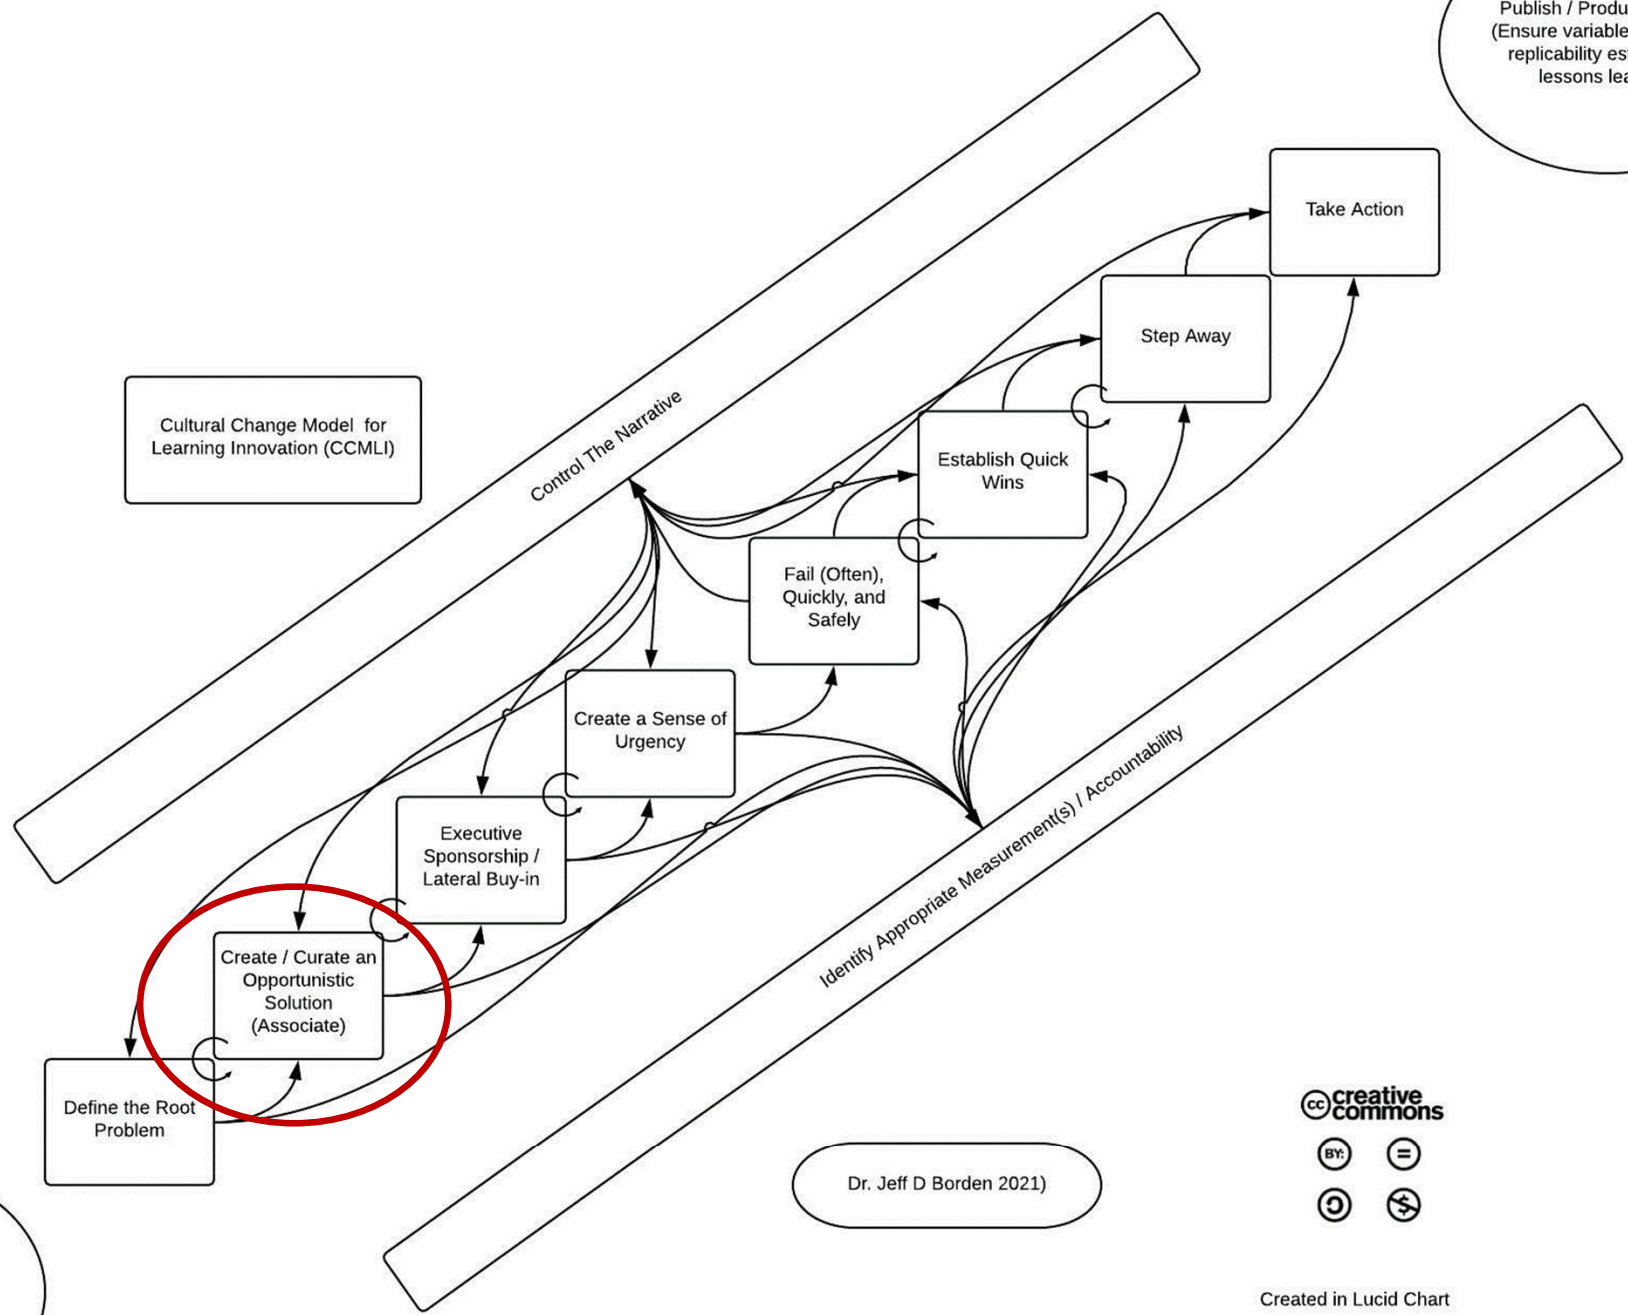 Publish / Produ
(Ensure variable
replicability es
lessons lea
Take Action
Step Away
Control The Narrative
Cultural Change Model  for
Learning Innovation (CCMLI)
Establish Quick
Wins
Fail (Often),
Quickly, and
Safely
Create a Sense of
Urgency
Executive
Sponsorship /
Lateral Buy-in
Identify Appropriate Measurement(s) / Accountability
Create / Curate an
Opportunistic
Solution
(Associate)
Define the Root
Problem
Dr. Jeff D Borden 2021)
cc creative
commons
BY: =
$
Created in Lucid Chart